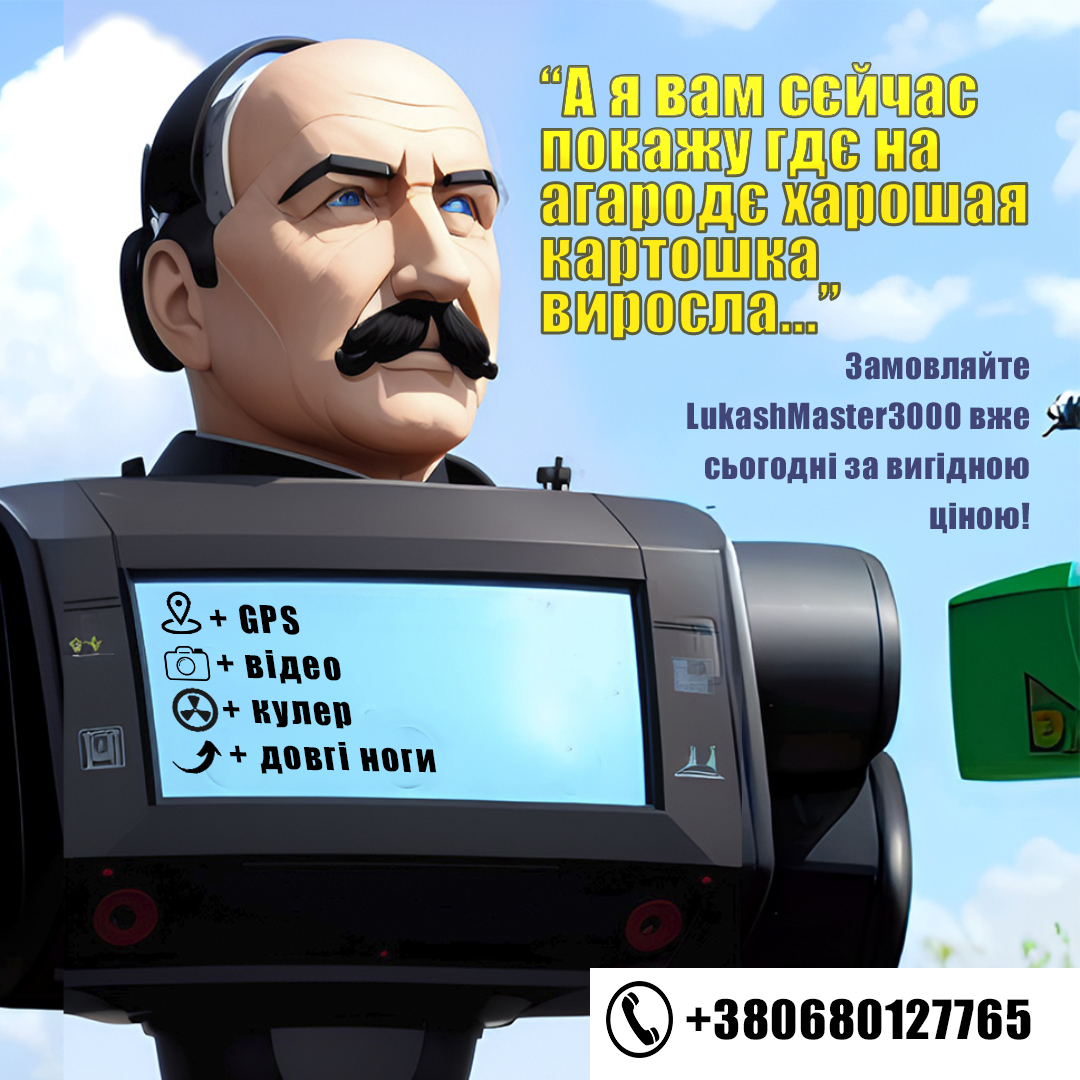 “А я вам сєйчас
покажу гдє на
агародє харошая
картошка
виросла...”
Замовляйте
LukashMaster3000 вже
сьогодні за вигідною
ціною!
+ GPS
+ відео
+ кулер
+ довгі ноги
+380680127765